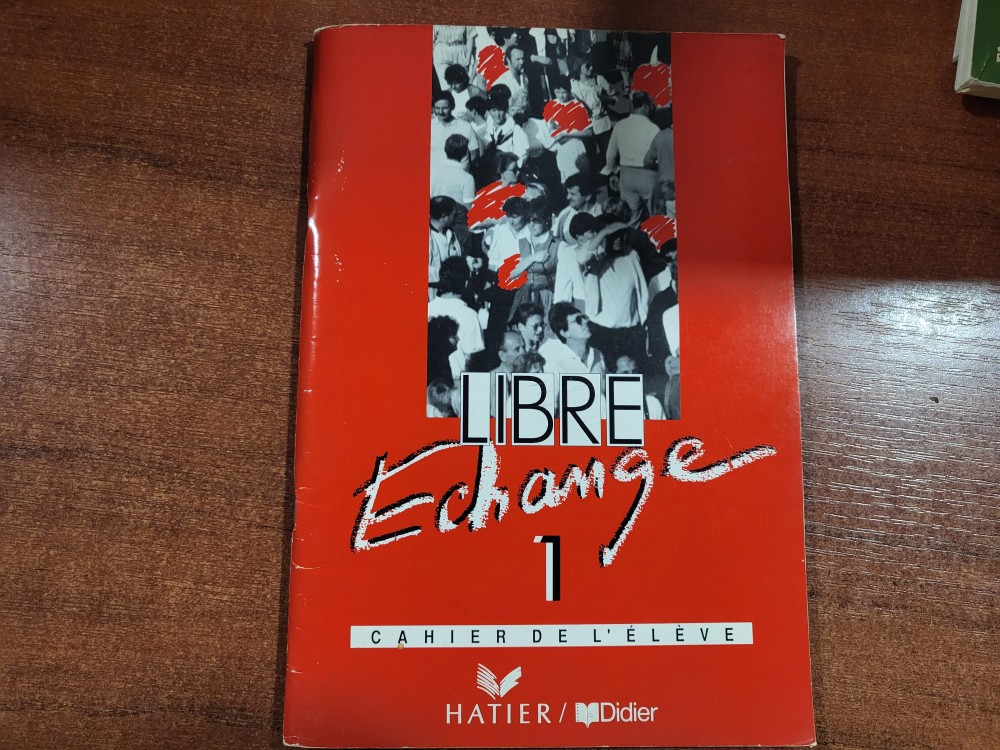 LIBRE
Echange
1
CAHIER DE L'ÉLÈVE
HATIER / Didier